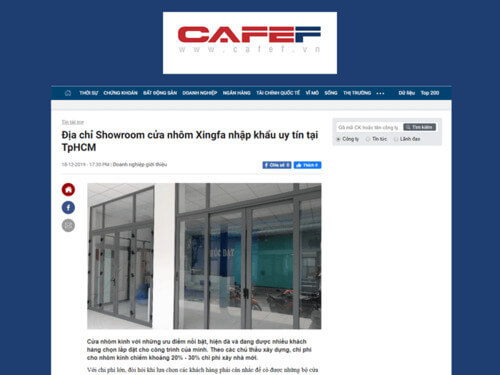 CAFEF
www.cafef.vn
THỜI SỰ CHỨNG KHOÁN BẤT ĐỘNG SẢN DOANH NGHIỆP NGÂN HÀNG TÀI CHÍNH QUỐC TẾ VĨ MÔ SỐNG THỊ TRƯỜNG ••• Dữ liệu Top 200
Địa chỉ Showroom cửa nhôm Xingfa nhập khẩu uy tín tại
TpHCM
18-12-2019 - 17:33 PM | Doanh nghiệp giới thiệu
Chia sẻ 0 Thích 0
Gõ mã CK hoặc tên công ty Tìm kiếm
Công ty Tin tức Lãnh đạo
Cửa nhôm kính với những ưu điểm nổi bật, hiện đã và đang được nhiều khách
hàng chọn lắp đặt cho công trình của mình. Theo các chủ thầu xây dựng, chi phí
cho nhôm kính chiếm khoảng 20% - 30% chi phí xây nhà mới.
Với chi phí lớn, đòi hỏi khi lựa chọn các khách hàng phải cân nhắc để có được những bộ cửa